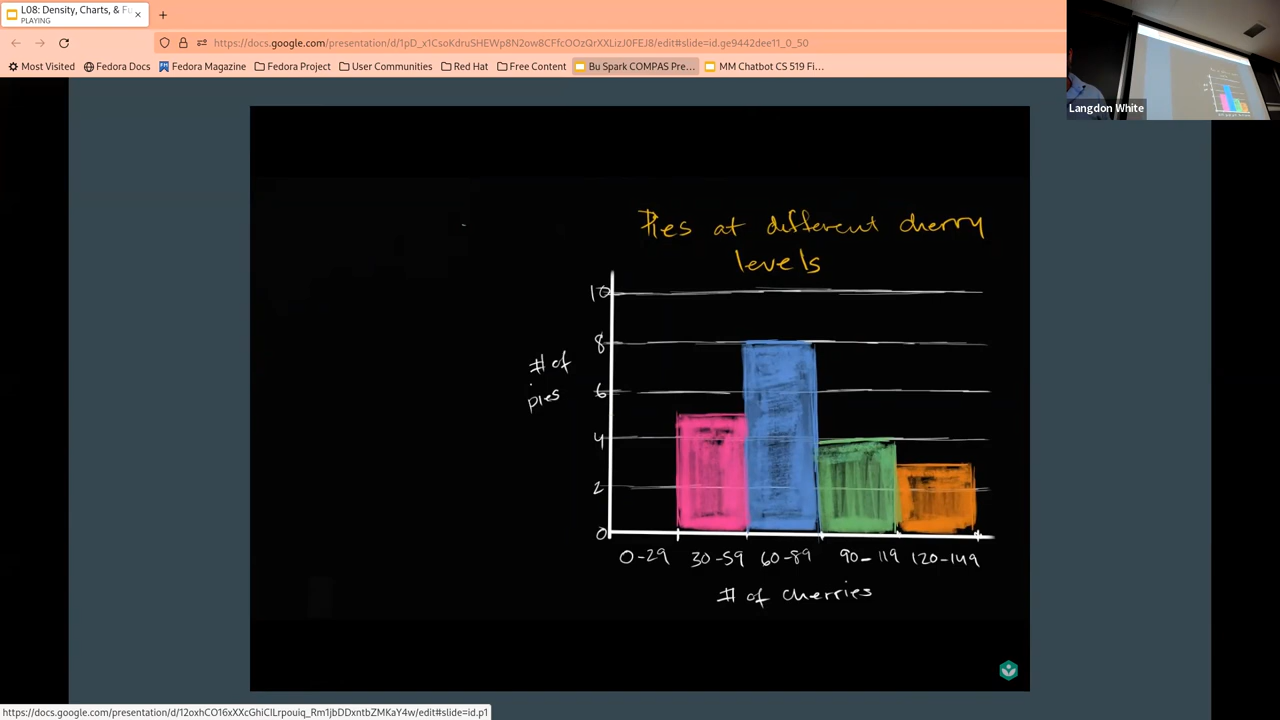 L08: Density, Charts, & Fu
PLAYING
https://docs.google.com/presentation/d/1pD_x1CsoKdruSHEWp8N2ow8CFfcOOzQrXXLizJ0FEJ8/edit#slide=id.ge9442dee11_0_50
Most Visited Fedora Docs Fedora Magazine Fedora Project User Communities Red Hat Free Content Bu Spark COMPAS Pre... MM Chatbot CS 519 Fi...
Langdon White
Pies at different cherry
levels
10
8
# of
pies
6
4
2
0
0-29 30-59 60-89 90-119 120-149
# of cherries
https://docs.google.com/presentation/d/12oxhCO16xXXcGhiCILrpouiq_Rm1jbDDxntbZMKaY4w/edit#slide=id.p1